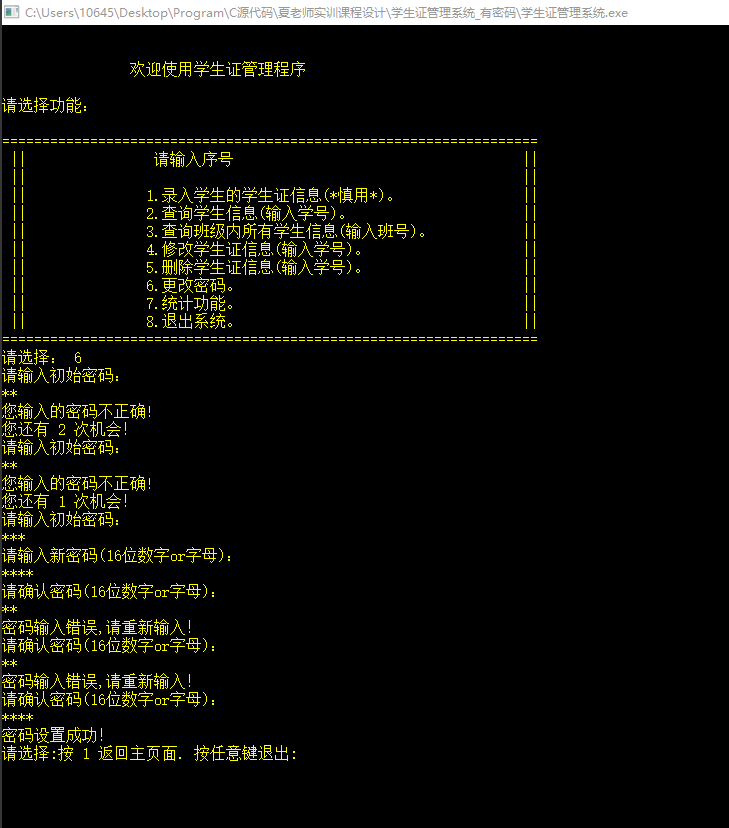 C:\Users\10645\Desktop\Program\C源代码\夏老师实训课程设计\学生证管理系统_有密码\学生证管理系统.exe
欢迎使用学生证管理程序
请选择功能:
===================================================================
|| 请输入序号 ||
|| ||
|| 1.录入学生的学生证信息(*慎用*)。 ||
|| 2.查询学生信息(输入学号)。 ||
|| 3.查询班级内所有学生信息(输入班号)。 ||
|| 4.修改学生证信息(输入学号)。 ||
|| 5.删除学生证信息(输入学号)。 ||
|| 6.更改密码。 ||
|| 7.统计功能。 ||
|| 8.退出系统。 ||
===================================================================
请选择: 6
请输入初始密码:
**
您输入的密码不正确!
您还有 2 次机会!
请输入初始密码:
**
您输入的密码不正确!
您还有 1 次机会!
请输入初始密码:
***
请输入新密码(16位数字or字母):
****
请确认密码(16位数字or字母):
**
密码输入错误,请重新输入!
请确认密码(16位数字or字母):
**
密码输入错误,请重新输入!
请确认密码(16位数字or字母):
****
密码设置成功!
请选择:按 1 返回主页面. 按任意键退出: